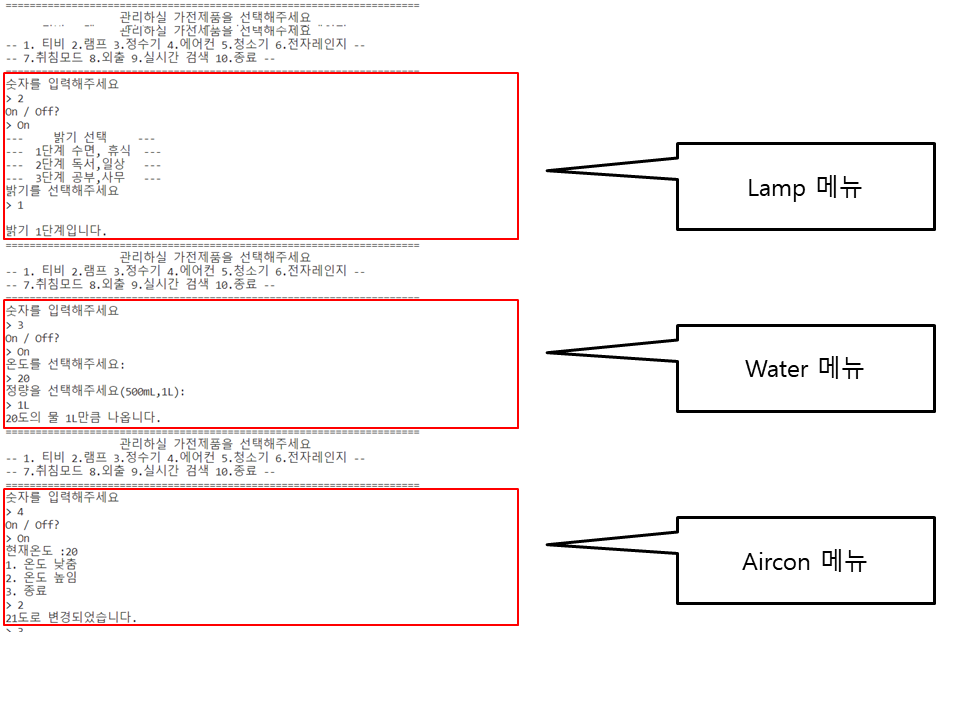 ======================================================================
관리하실 가전제품을 선택해주세요
관리하실 가전제품을 선택해주세요
-- 1. 티비 2.램프 3.정수기 4.에어컨 5.청소기 6.전자레인지 --
-- 7.취침모드 8.외출 9.실시간 검색 10.종료 --
======================================================================
숫자를 입력해주세요
> 2
On / Off?
> On
--- 밝기 선택 ---
--- 1단계 수면, 휴식 ---
--- 2단계 독서,일상 ---
--- 3단계 공부,사무 ---
밝기를 선택해주세요
> 1
밝기 1단계입니다.
Lamp 메뉴
======================================================================
관리하실 가전제품을 선택해주세요
-- 1. 티비 2.램프 3.정수기 4.에어컨 5.청소기 6.전자레인지 --
-- 7.취침모드 8.외출 9.실시간 검색 10.종료 --
======================================================================
숫자를 입력해주세요
> 3
On / Off?
> On
온도를 선택해주세요:
> 20
정량을 선택해주세요(500mL,1L):
> 1L
20도의 물 1L만큼 나옵니다.
Water 메뉴
======================================================================
관리하실 가전제품을 선택해주세요
-- 1. 티비 2.램프 3.정수기 4.에어컨 5.청소기 6.전자레인지 --
-- 7.취침모드 8.외출 9.실시간 검색 10.종료 --
======================================================================
숫자를 입력해주세요
> 4
On / Off?
> On
현재온도 :20
1. 온도 낮춤
2. 온도 높임
3. 종료
> 2
21도로 변경되었습니다.
Aircon 메뉴